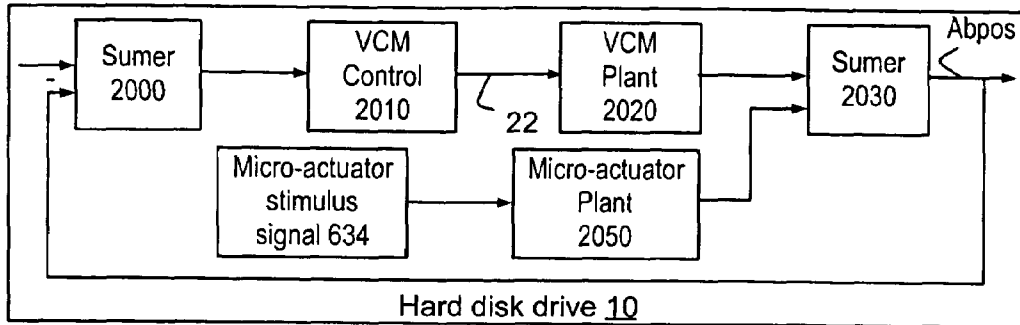 Abpos
Sumer
2000
-
VCM
Control
2010
22
VCM
Plant
2020
Sumer
2030
Micro-actuator
stimulus
signal 634
Micro-actuator
Plant
2050
Hard disk drive 10